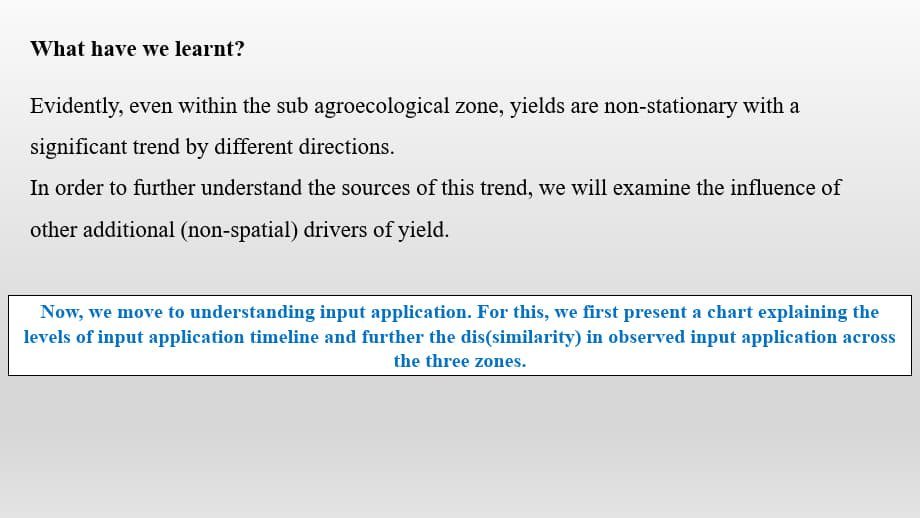 What have we learnt?
Evidently, even within the sub agroecological zone, yields are non-stationary with a
significant trend by different directions.
In order to further understand the sources of this trend, we will examine the influence of
other additional (non-spatial) drivers of yield.
Now, we move to understanding input application. For this, we first present a chart explaining the
levels of input application timeline and further the dis(similarity) in observed input application across
the three zones.